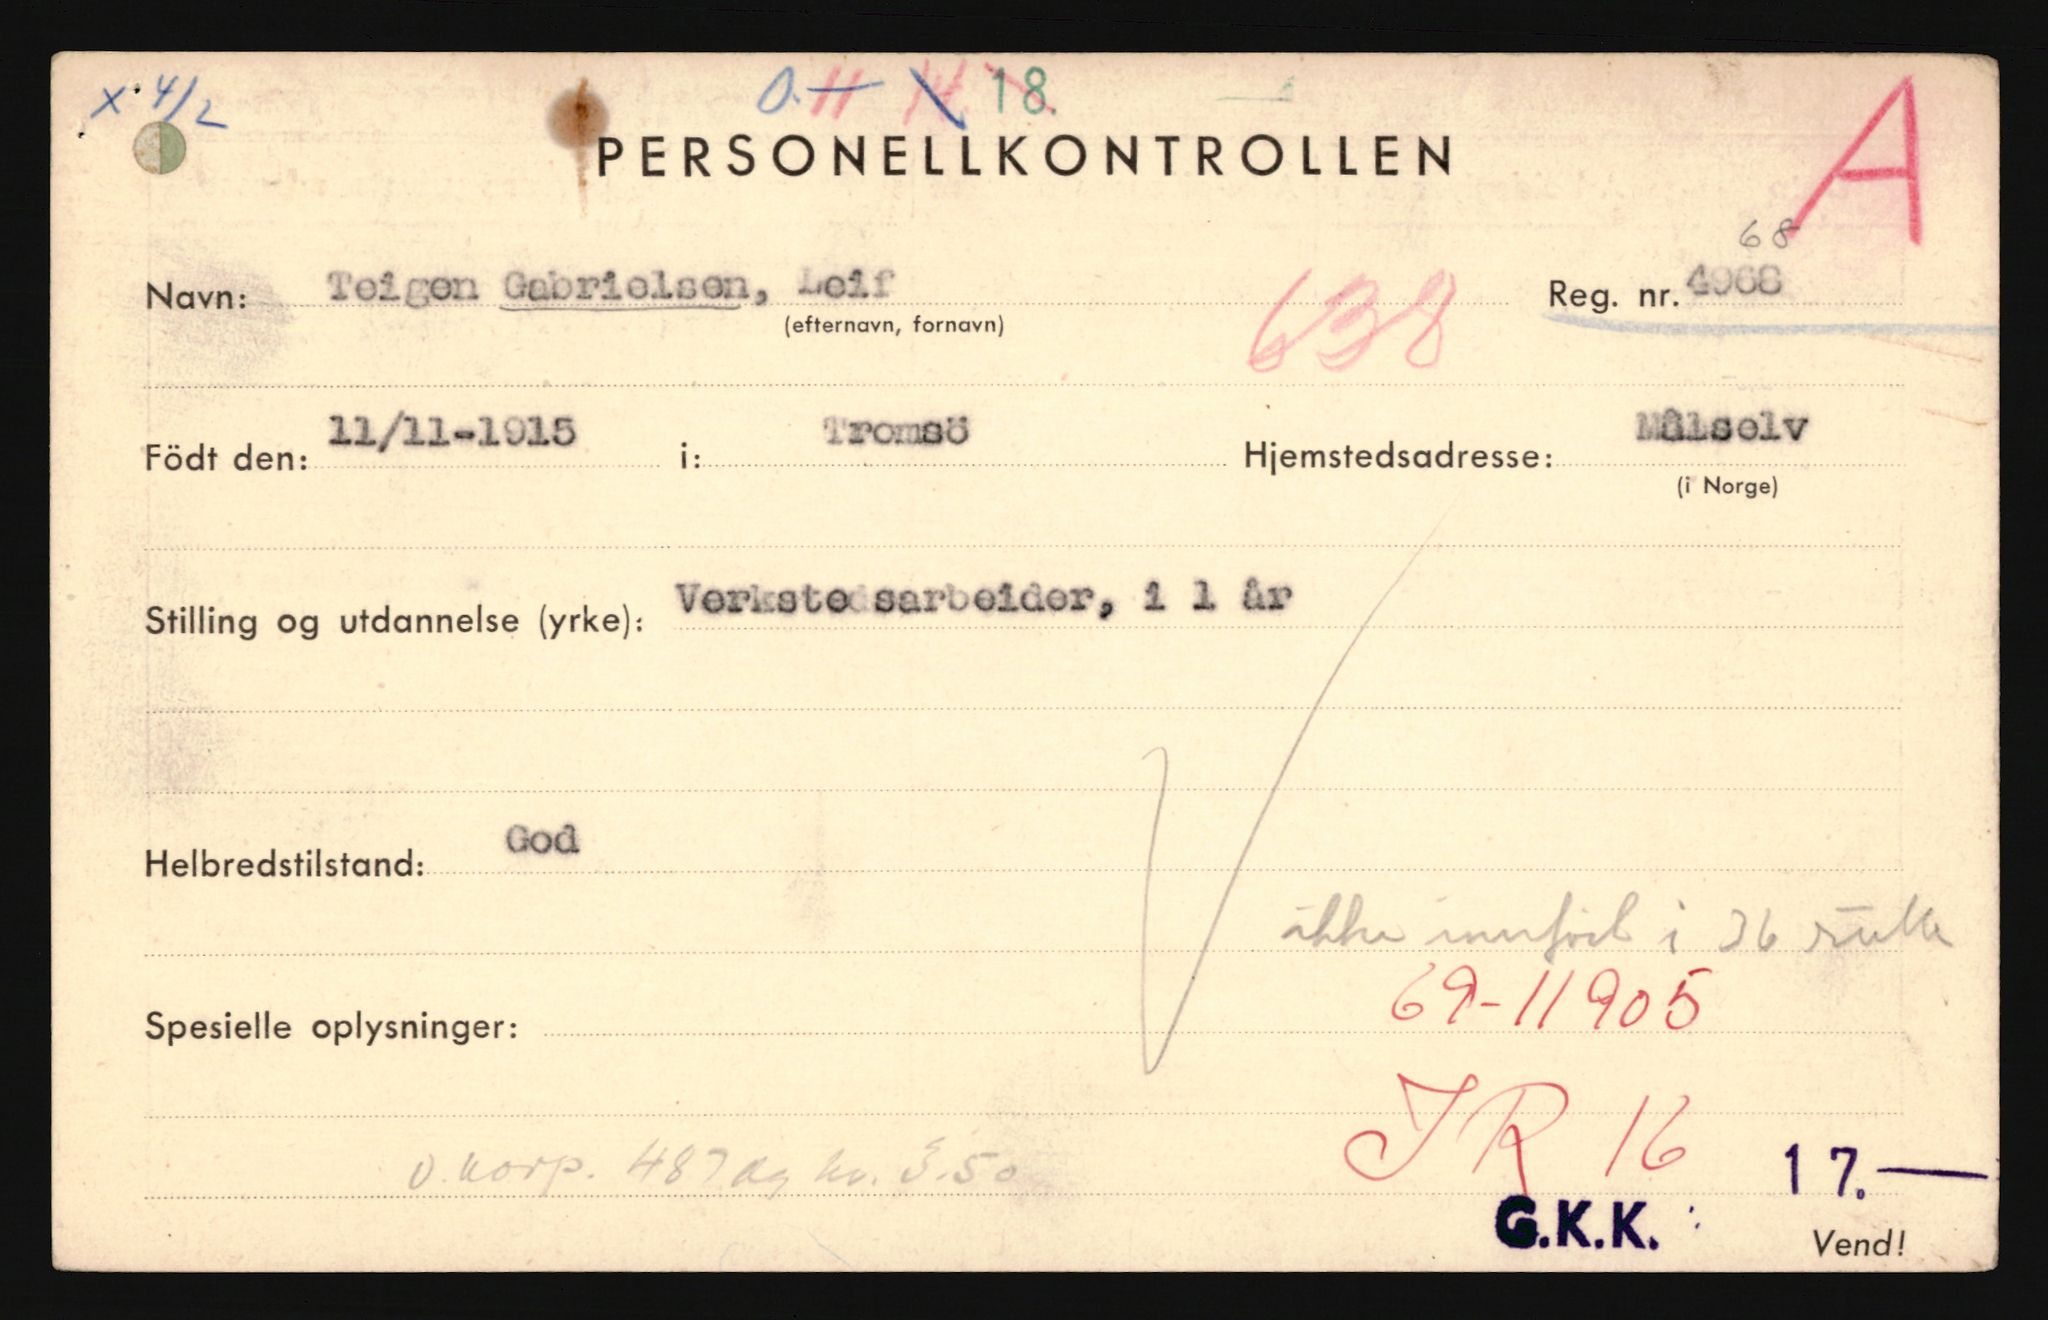 x 4/2
O. 11 18.
PERSONELLKONTROLLEN
A
68
Navn: Teigen Gabrielsen, Leif Reg. nr. 4968
(efternavn, fornavn)
638
Födt den: 11/11-1915 i: Tromsö Hjemstedsadresse: Målselv
(i Norge)
Stilling og utdannelse (yrke): Verkstedsarbeider, i 1 år
Helbredstilstand: God
ikke innført i 36 rulle
69-11905
Spesielle oplysninger:
IR 16
O. korp. 487 dg kr. 3.50
17.—
G.K.K.
Vend!